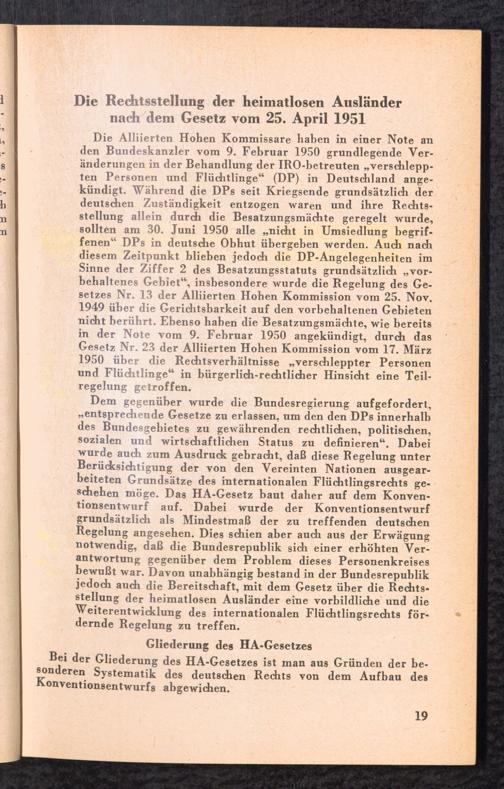 Die Rechtsstellung der heimatlosen Ausländer
nach dem Gesetz vom 25. April 1951
Die Alliierten Hohen Kommissare haben in einer Note an
den Bundeskanzler vom 9. Februar 1950 grundlegende Ver-
änderungen in der Behandlung der IRO-betreuten „verschlepp-
ten Personen und Flüchtlinge“ (DP) in Deutschland ange-
kündigt. Während die DPs seit Kriegsende grundsätzlich der
deutschen Zuständigkeit entzogen waren und ihre Rechts-
stellung allein durch die Besatzungsmächte geregelt wurde,
sollten am 30. Juni 1950 alle „nicht in Umsiedlung begrif-
fenen“ DPs in deutsche Obhut übergeben werden. Auch nach
diesem Zeitpunkt blieben jedoch die DP-Angelegenheiten im
Sinne der Ziffer 2 des Besatzungsstatuts grundsätzlich „vor-
behaltenes Gebiet“, insbesondere wurde die Regelung des Ge-
setzes Nr. 13 der Alliierten Hohen Kommission vom 25. Nov.
1949 über die Gerichtsbarkeit auf den vorbehaltenen Gebieten
nicht berührt. Ebenso haben die Besatzungsmächte, wie bereits
in der Note vom 9. Februar 1950 angekündigt, durch das
Gesetz Nr. 23 der Alliierten Hohen Kommission vom 17. März
1950 über die Rechtsverhältnisse „verschleppter Personen
und Flüchtlinge“ in bürgerlich-rechtlicher Hinsicht eine Teil-
regelung getroffen.
Dem gegenüber wurde die Bundesregierung aufgefordert,
„entsprechende Gesetze zu erlassen, um den den DPs innerhalb
des Bundesgebietes zu gewährenden rechtlichen, politischen,
sozialen und wirtschaftlichen Status zu definieren“. Dabei
wurde auch zum Ausdruck gebracht, daß diese Regelung unter
Berücksichtigung der von den Vereinten Nationen ausgear-
beiteten Grundsätze des internationalen Flüchtlingsrechts ge-
schehen möge. Das HA-Gesetz baut daher auf dem Konven-
tionsentwurf auf. Dabei wurde der Konventionsentwurf
grundsätzlich als Mindestmaß der zu treffenden deutschen
Regelung angesehen. Dies schien aber auch aus der Erwägung
notwendig, daß die Bundesrepublik sich einer erhöhten Ver-
antwortung gegenüber dem Problem dieses Personenkreises
bewußt war. Davon unabhängig bestand in der Bundesrepublik
jedoch auch die Bereitschaft, mit dem Gesetz über die Rechts-
stellung der heimatlosen Ausländer eine vorbildliche und die
Weiterentwicklung des internationalen Flüchtlingsrechts för-
dernde Regelung zu treffen.
Gliederung des HA-Gesetzes
Bei der Gliederung des HA-Gesetzes ist man aus Gründen der be-
sonderen Systematik des deutschen Rechts von dem Aufbau des
Konventionsentwurfs abgewichen.
19